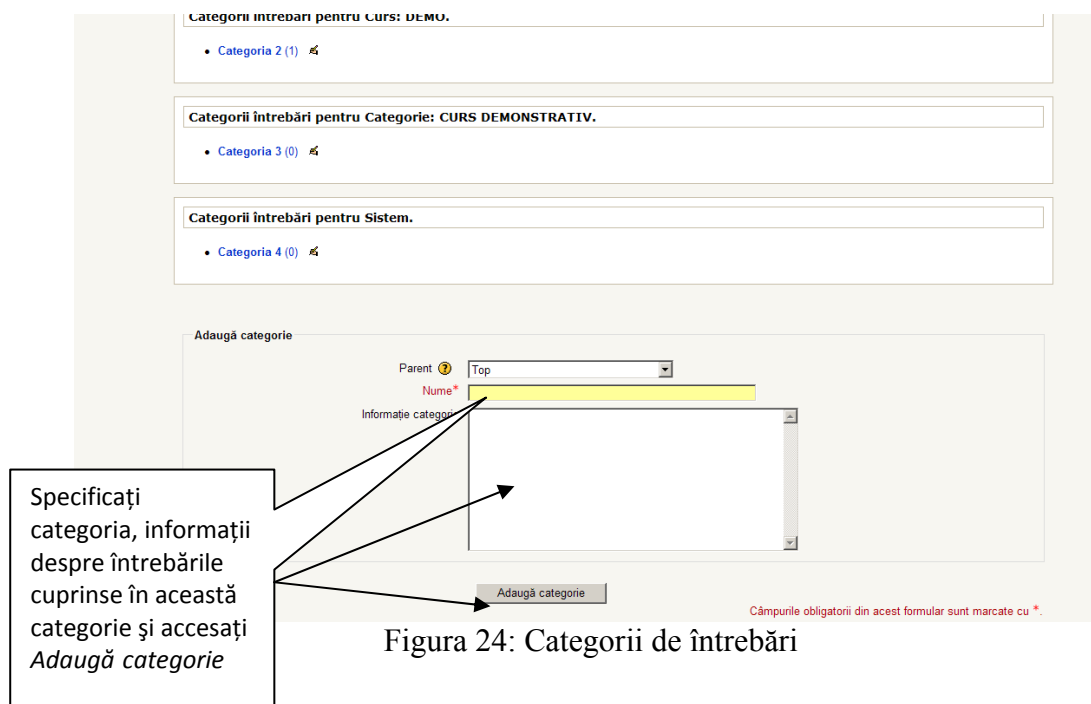 Categorii întrebări pentru Curs: DEMO.
Categoria 2 (1)
Categorii întrebări pentru Categorie: CURS DEMONSTRATIV.
Categoria 3 (0)
Categorii întrebări pentru Sistem.
Categoria 4 (0)
Adaugă categorie
Parent ? Top
Nume*
Informație categorie
Specificați
categoria, informații
despre întrebările
cuprinse în această
categorie şi accesați
Adaugă categorie
Adaugă categorie
Câmpurile obligatorii din acest formular sunt marcate cu *.
Figura 24: Categorii de întrebări